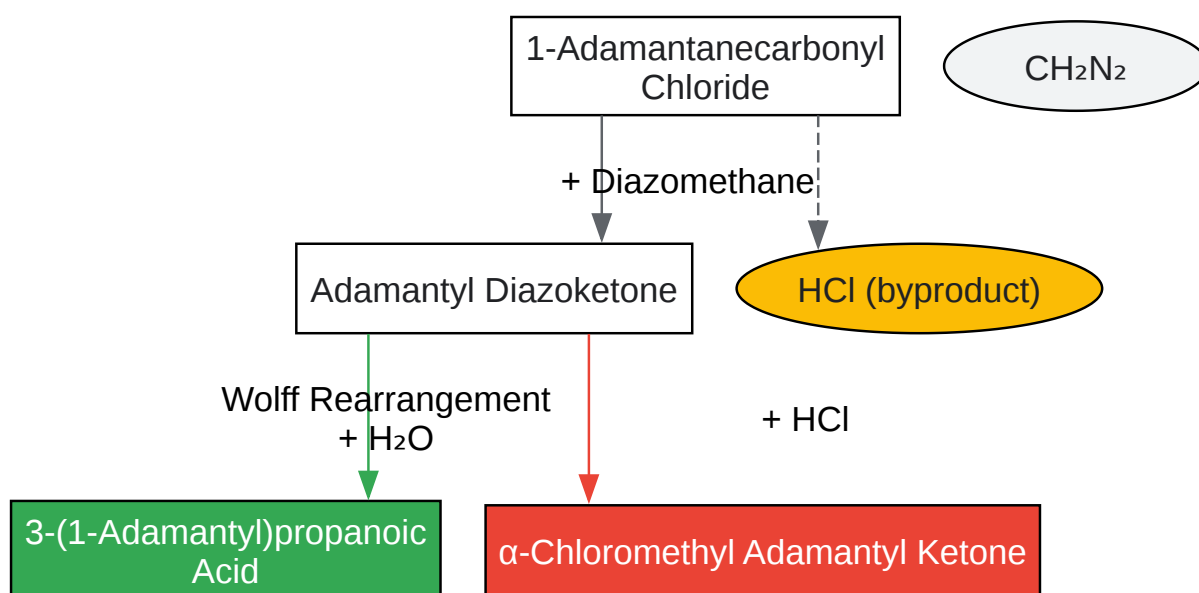 1-Adamantanecarbonyl
Chloride
CH₂N₂
+ Diazomethane
Adamantyl Diazoketone
HCl (byproduct)
Wolff Rearrangement
+ H₂O
+ HCl
3-(1-Adamantyl)propanoic
Acid
α-Chloromethyl Adamantyl Ketone